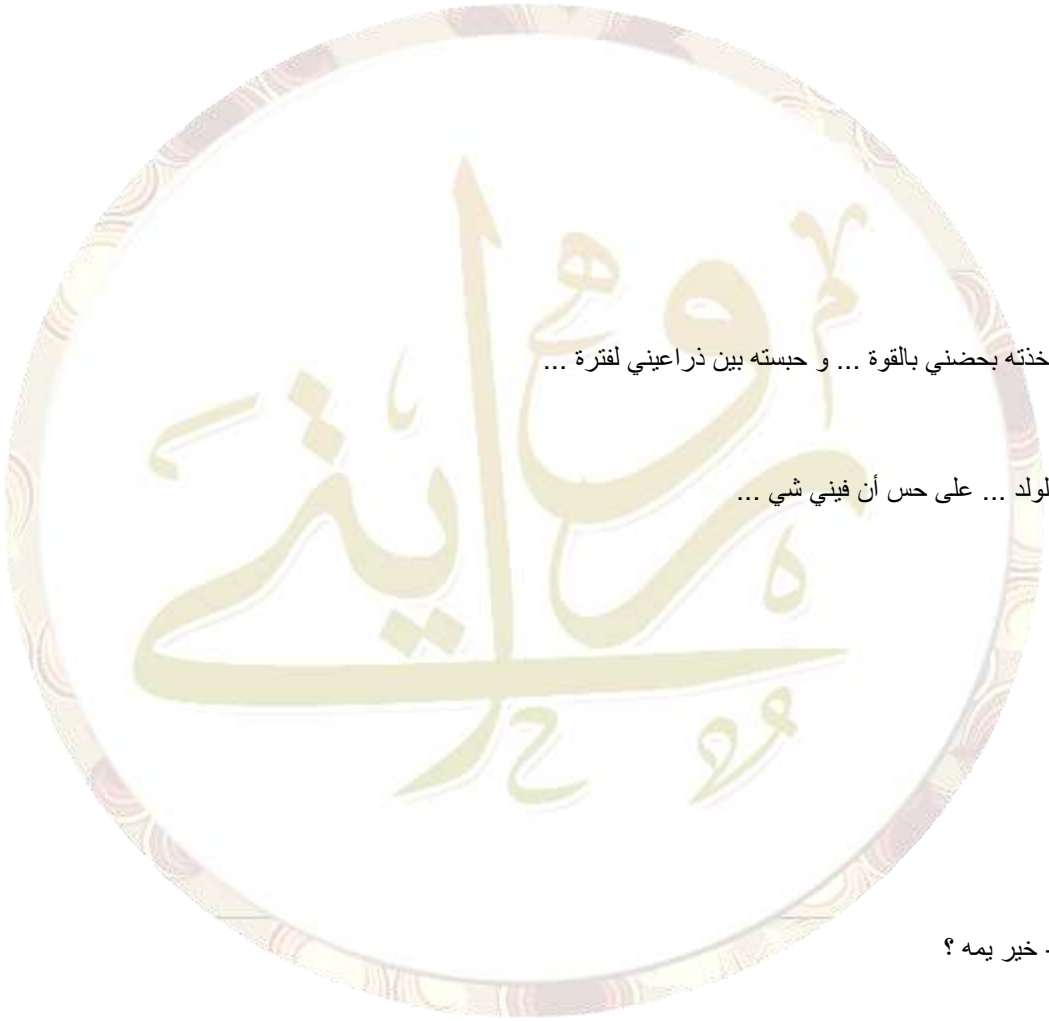 خذته بحضني بالقوة ... و حبسته بين ذراعيني لفترة ...
لولد ... على حس أن فيني شي ...
- خير يمه ؟